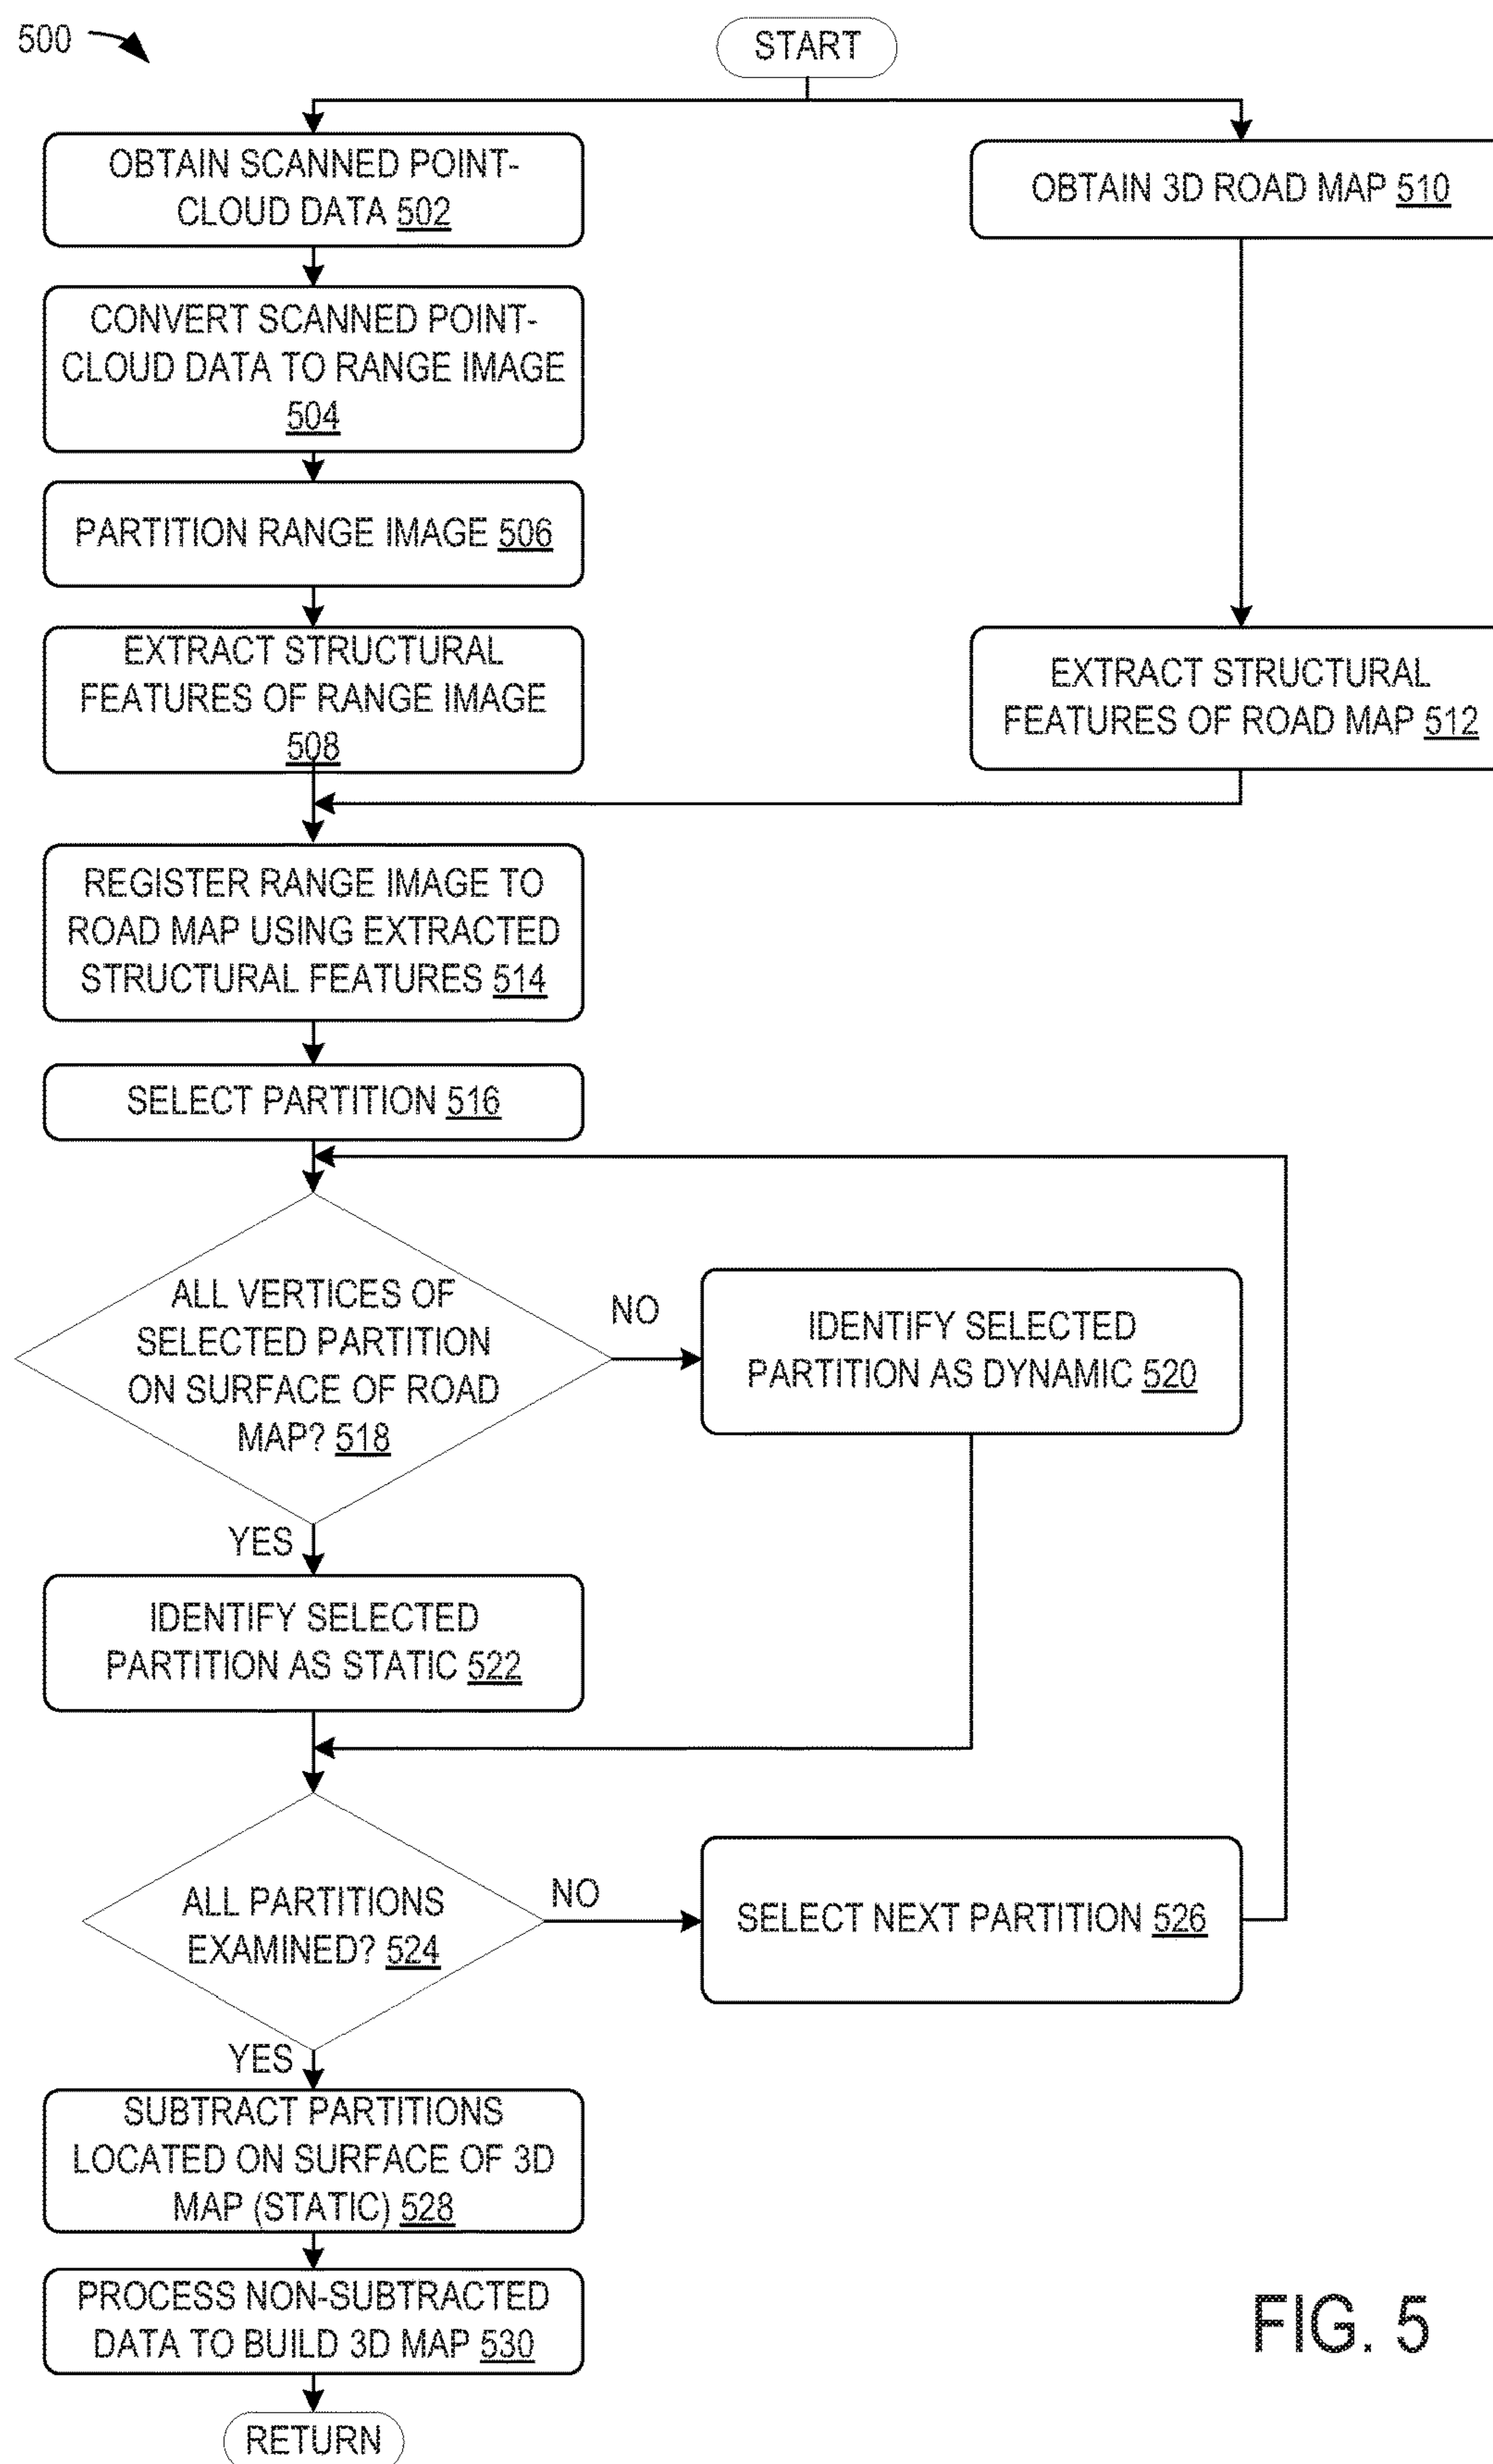 500
START
OBTAIN SCANNED POINT-
CLOUD DATA 502
OBTAIN 3D ROAD MAP 510
CONVERT SCANNED POINT-
CLOUD DATA TO RANGE IMAGE
504
PARTITION RANGE IMAGE 506
EXTRACT STRUCTURAL
FEATURES OF RANGE IMAGE
508
EXTRACT STRUCTURAL
FEATURES OF ROAD MAP 512
REGISTER RANGE IMAGE TO
ROAD MAP USING EXTRACTED
STRUCTURAL FEATURES 514
SELECT PARTITION 516
ALL VERTICES OF
SELECTED PARTITION
ON SURFACE OF ROAD
MAP? 518
NO
IDENTIFY SELECTED
PARTITION AS DYNAMIC 520
YES
IDENTIFY SELECTED
PARTITION AS STATIC 522
ALL PARTITIONS
EXAMINED? 524
NO
SELECT NEXT PARTITION 526
YES
SUBTRACT PARTITIONS
LOCATED ON SURFACE OF 3D
MAP (STATIC) 528
PROCESS NON-SUBTRACTED
DATA TO BUILD 3D MAP 530
RETURN
FIG. 5